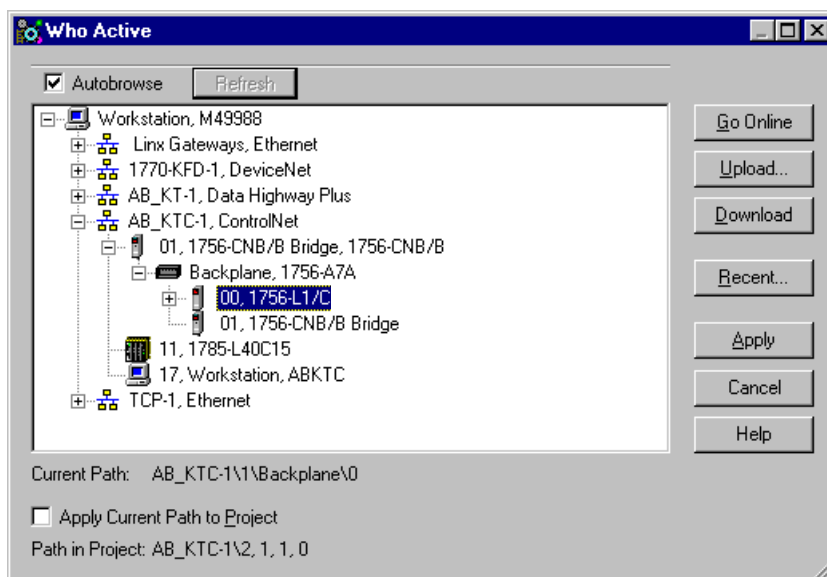 Who Active
Autobrowse
Refresh
Workstation, M49988
Linx Gateways, Ethernet
1770-KFD-1, DeviceNet
AB_KT-1, Data Highway Plus
AB_KTC-1, ControlNet
01, 1756-CNB/B Bridge, 1756-CNB/B
Backplane, 1756-A7A
00, 1756-L1/C
01, 1756-CNB/B Bridge
11, 1785-L40C15
17, Workstation, ABKTC
TCP-1, Ethernet
Go Online
Upload...
Download
Recent...
Apply
Cancel
Help
Current Path: AB_KTC-1\1\Backplane\0
Apply Current Path to Project
Path in Project: AB_KTC-1\2, 1, 1, 0